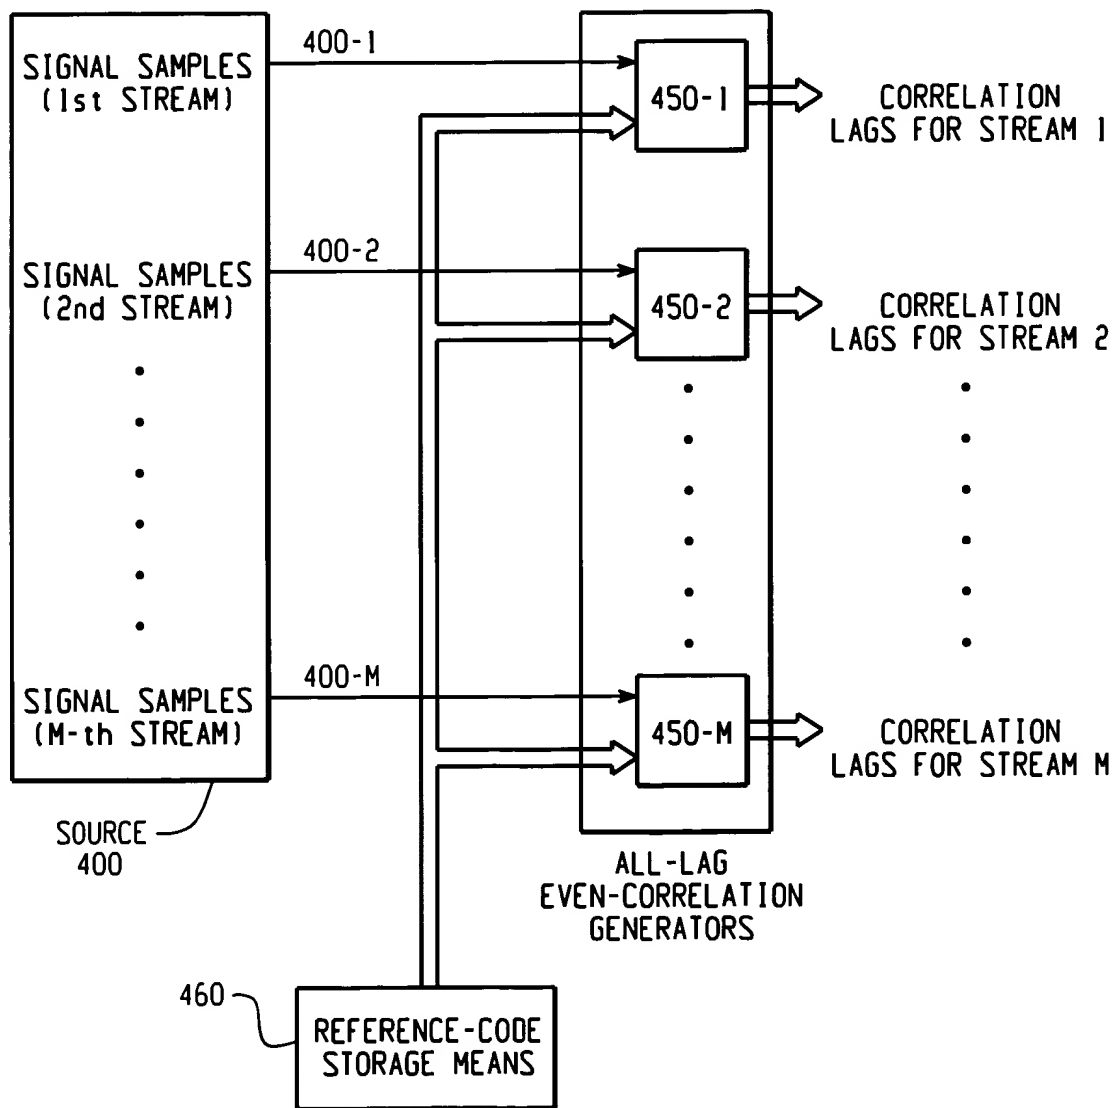 SIGNAL SAMPLES
(1st STREAM)
400-1
450-1
CORRELATION
LAGS FOR STREAM 1
SIGNAL SAMPLES
(2nd STREAM)
400-2
450-2
CORRELATION
LAGS FOR STREAM 2
SIGNAL SAMPLES
(M-th STREAM)
400-M
450-M
CORRELATION
LAGS FOR STREAM M
SOURCE
400
ALL-LAG
EVEN-CORRELATION
GENERATORS
460
REFERENCE-CODE
STORAGE MEANS